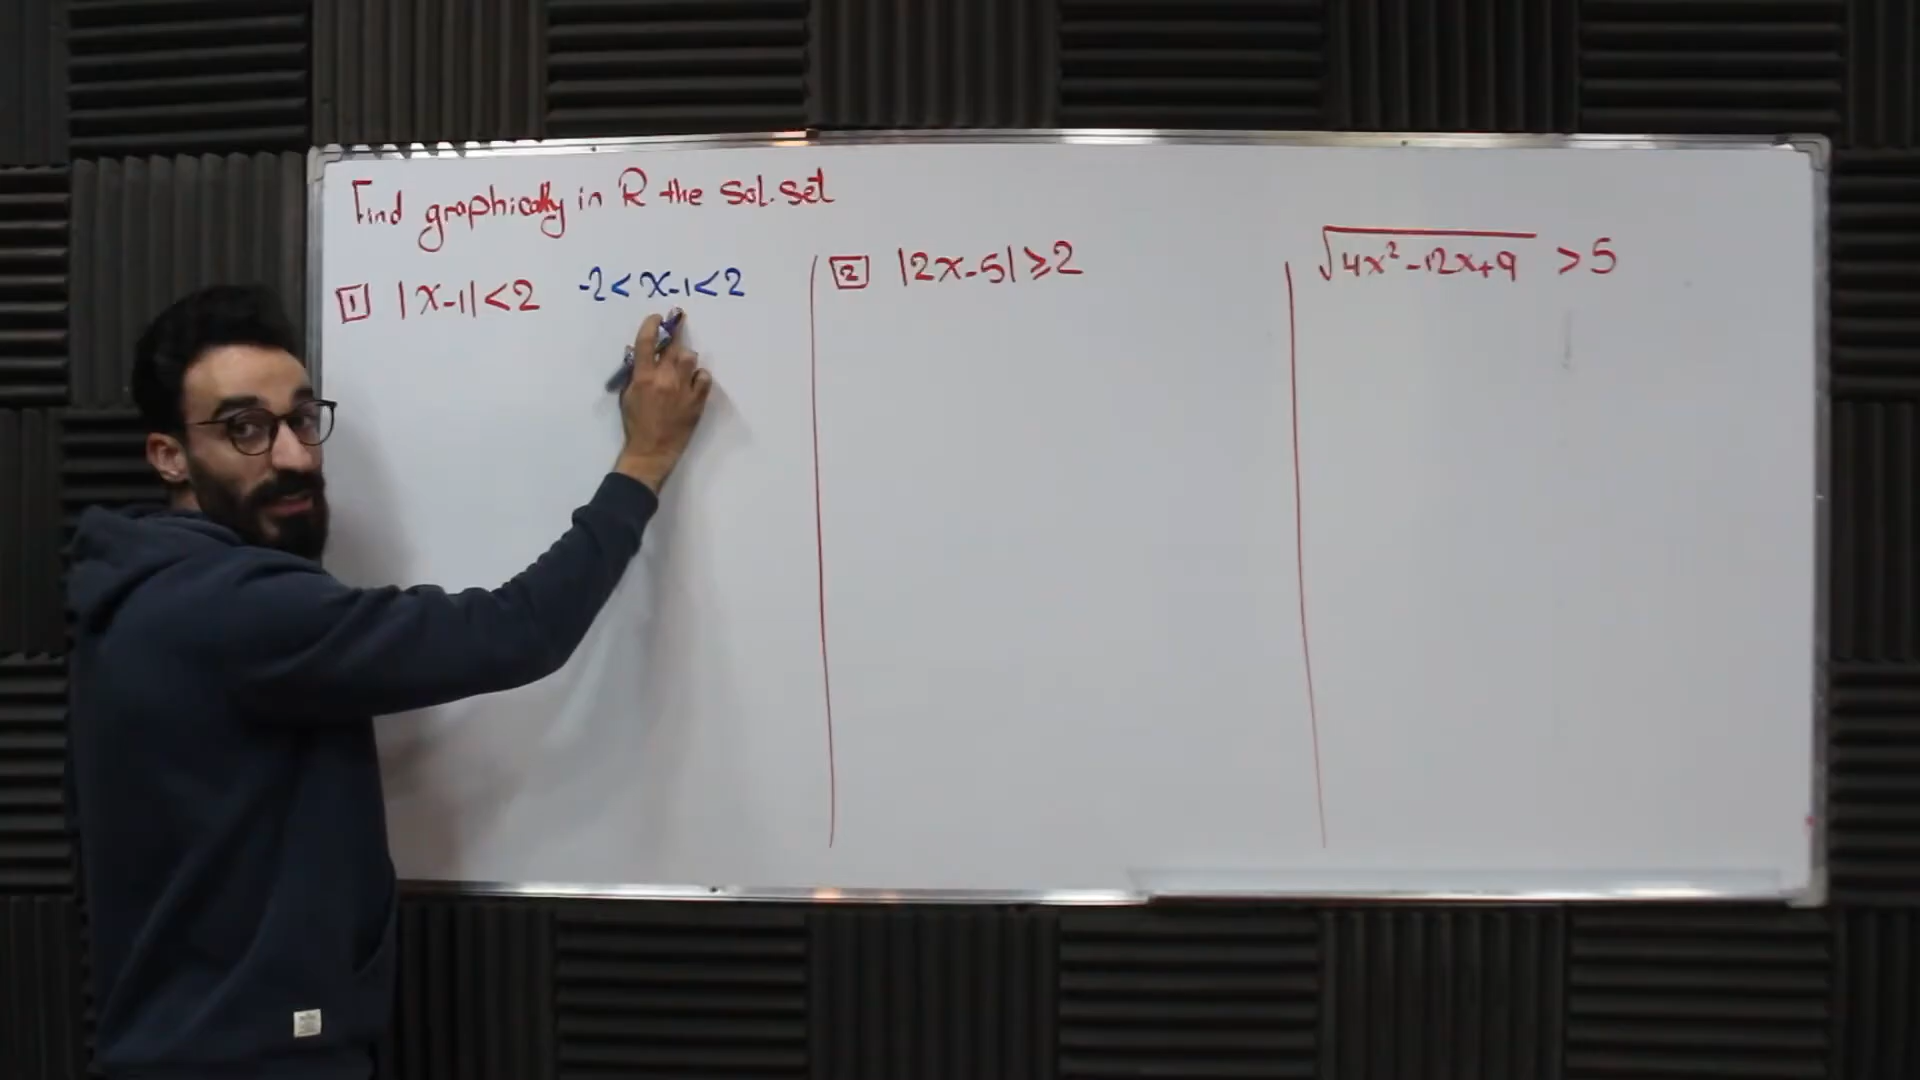 Find graphically in R the sol. set
1 |x-1|<2 -2<x-1<2
2 |2x-5|≥2
√4x²-12x+9 >5